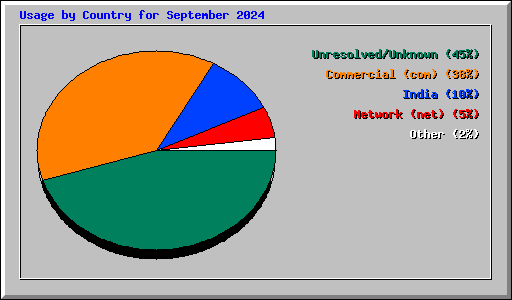 Usage by Country for September 2024
Unresolved/Unknown (45%)
Commercial (com) (38%)
India (10%)
Network (net) (5%)
Other (2%)